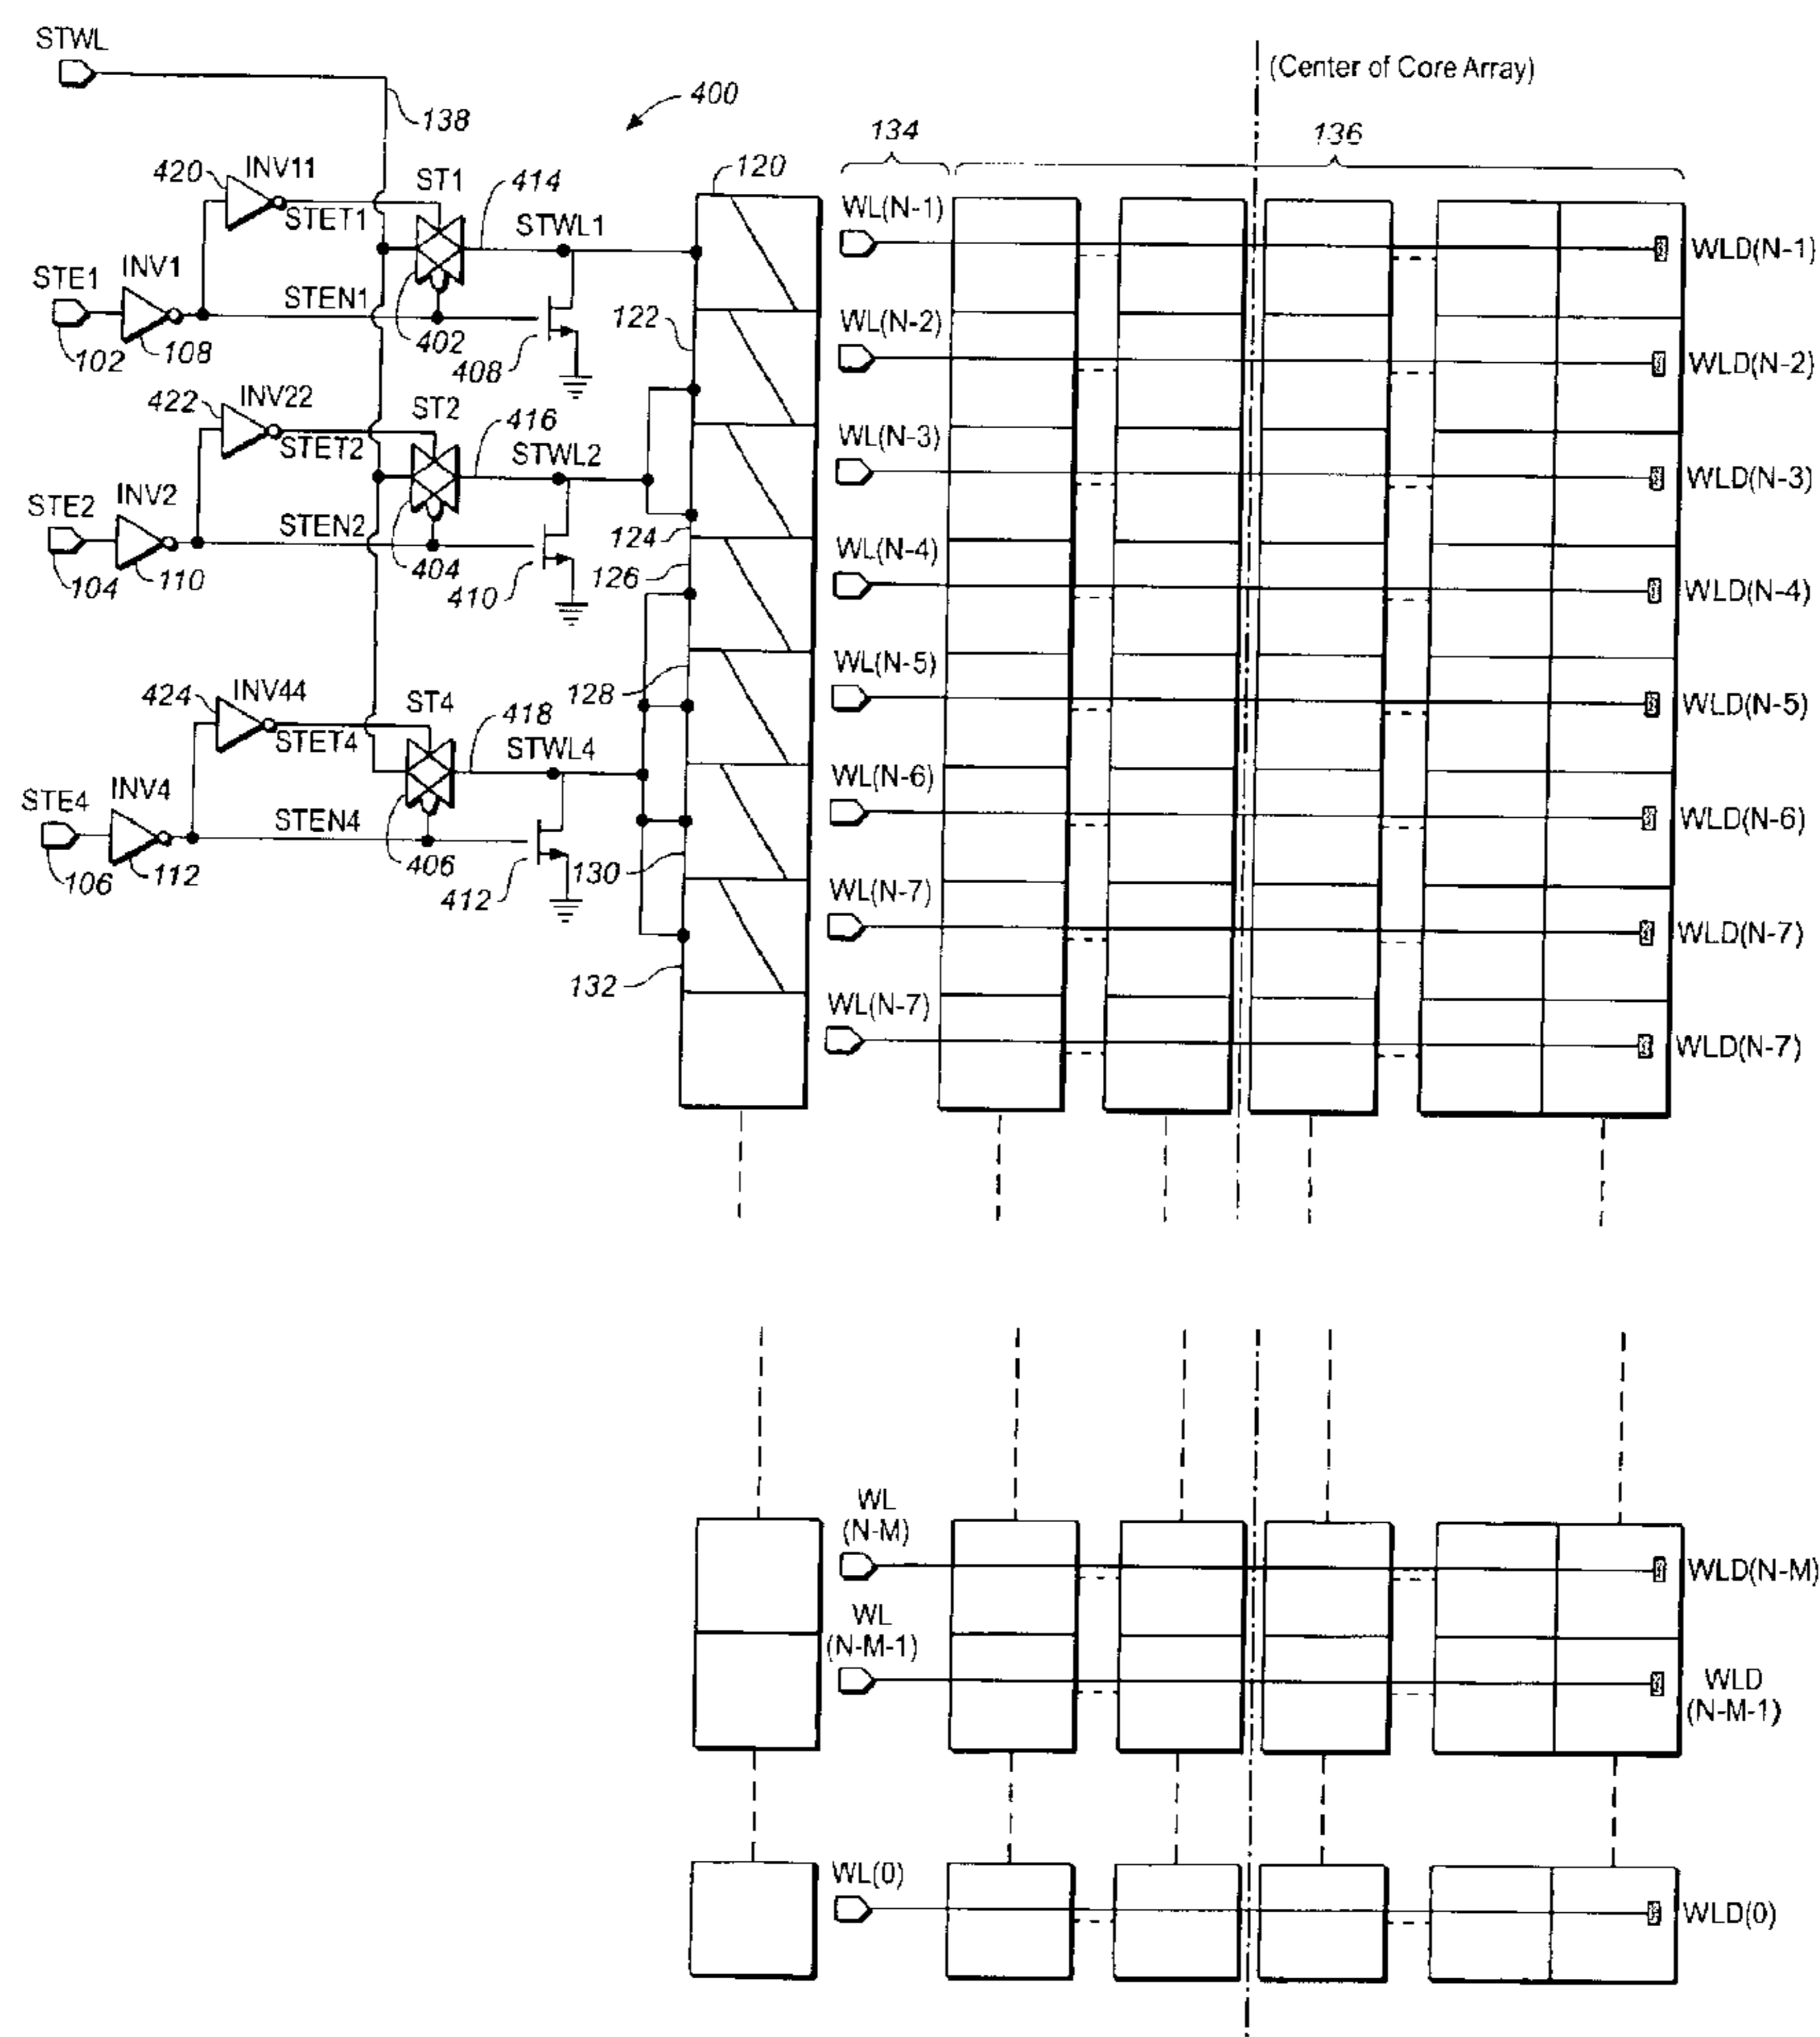 STWL
138
(Center of Core Array)
400
134
136
120
420
INV11
STET1
ST1
414
STWL1
WL(N-1)
WLD(N-1)
STE1
INV1
STEN1
402
408
102
108
122
WL(N-2)
WLD(N-2)
422
INV22
STET2
ST2
416
STWL2
WL(N-3)
WLD(N-3)
STE2
INV2
STEN2
404
410
104
110
124
126
WL(N-4)
WLD(N-4)
128
WL(N-5)
WLD(N-5)
424
INV44
STET4
ST4
418
STWL4
WL(N-6)
WLD(N-6)
STE4
INV4
STEN4
406
412
106
112
130
WL(N-7)
WLD(N-7)
132
WL(N-7)
WLD(N-7)
WL
(N-M)
WLD(N-M)
WL
(N-M-1)
WLD
(N-M-1)
WL(0)
WLD(0)